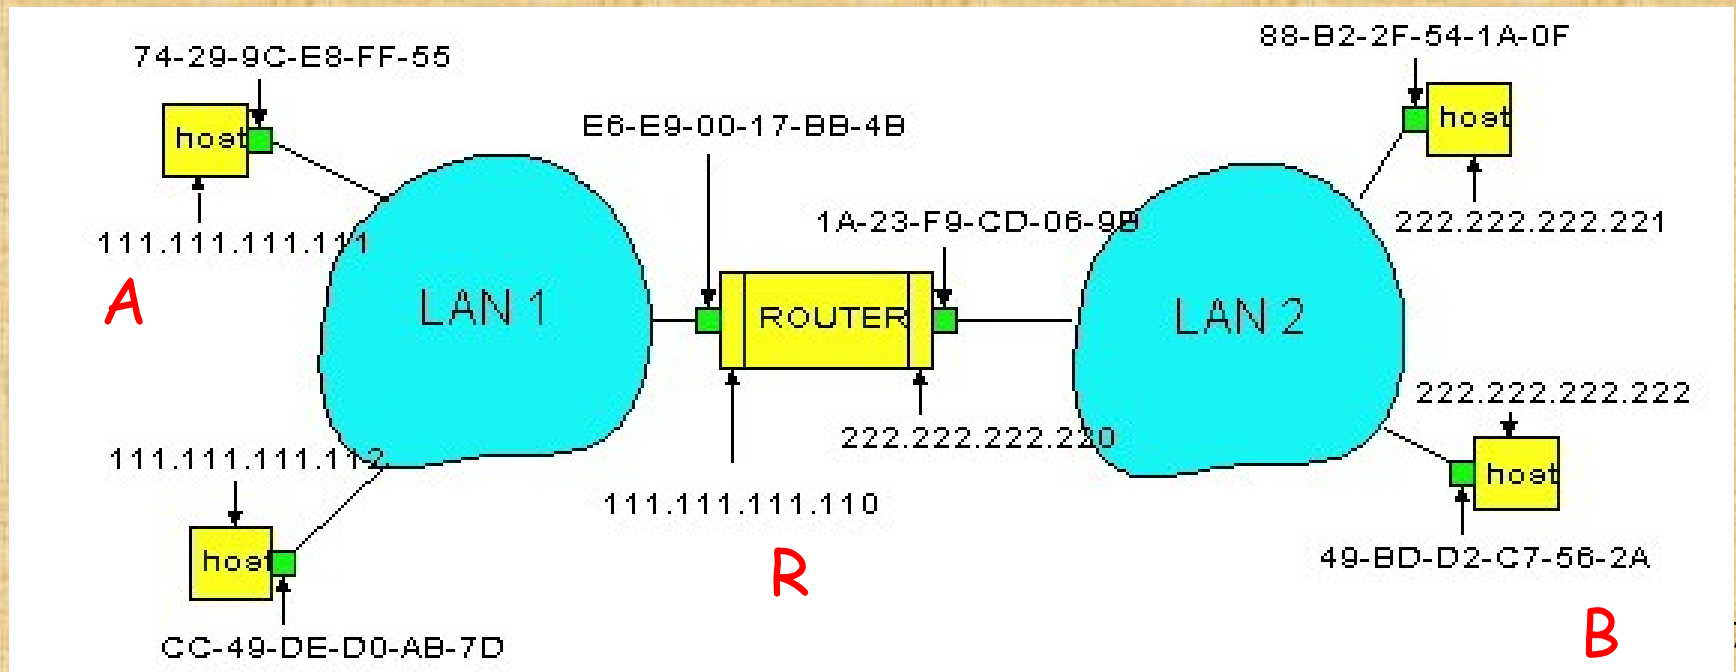 74-29-9C-E8-FF-55
88-B2-2F-54-1A-0F
host
E6-E9-00-17-BB-4B
host
111.111.111.111
1A-23-F9-CD-06-9B
222.222.222.221
A
LAN 1
ROUTER
LAN 2
222.222.222.222
111.111.111.112
222.222.222.220
host
111.111.111.110
host
49-BD-D2-C7-56-2A
R
B
CC-49-DE-D0-AB-7D